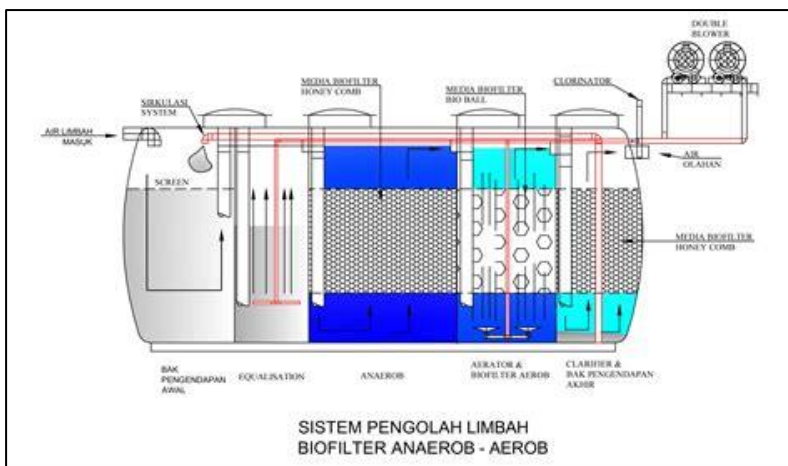 DOUBLE
BLOWER
MEDIA BIOFILTER
HONEY COMB
MEDIA BIOFILTER
BIO BALL
CLORINATOR
SIRKULASI
SYSTEM
AIR LIMBAH
MASUK
AIR
OLAHAN
SCREEN
MEDIA BIOFILTER
HONEY COMB
BAK
PENGENDAPAN
AWAL
EQUALISATION
ANAEROB
AERATOR &
BIOFILTER AEROB
CLARIFIER &
BAK PENGENDAPAN
AKHIR
SISTEM PENGOLAH LIMBAH
BIOFILTER ANAEROB - AEROB